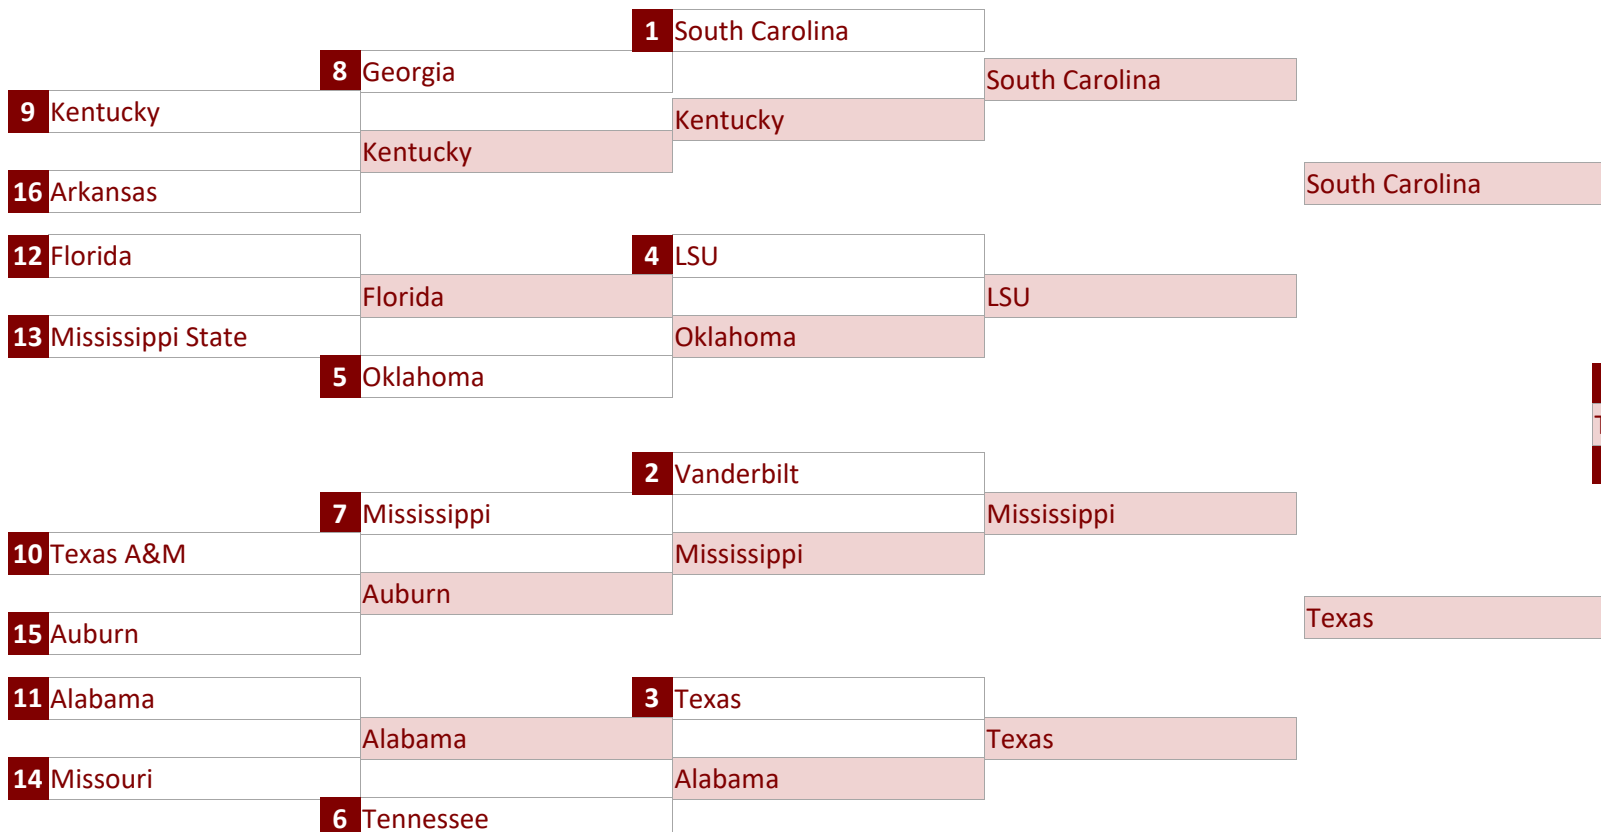 1 South Carolina
8 Georgia
South Carolina
9 Kentucky
Kentucky
Kentucky
16 Arkansas
South Carolina
12 Florida
4 LSU
Florida
LSU
13 Mississippi State
Oklahoma
5 Oklahoma
2 Vanderbilt
7 Mississippi
Mississippi
10 Texas A&M
Mississippi
Auburn
15 Auburn
Texas
11 Alabama
3 Texas
Alabama
Texas
14 Missouri
Alabama
6 Tennessee